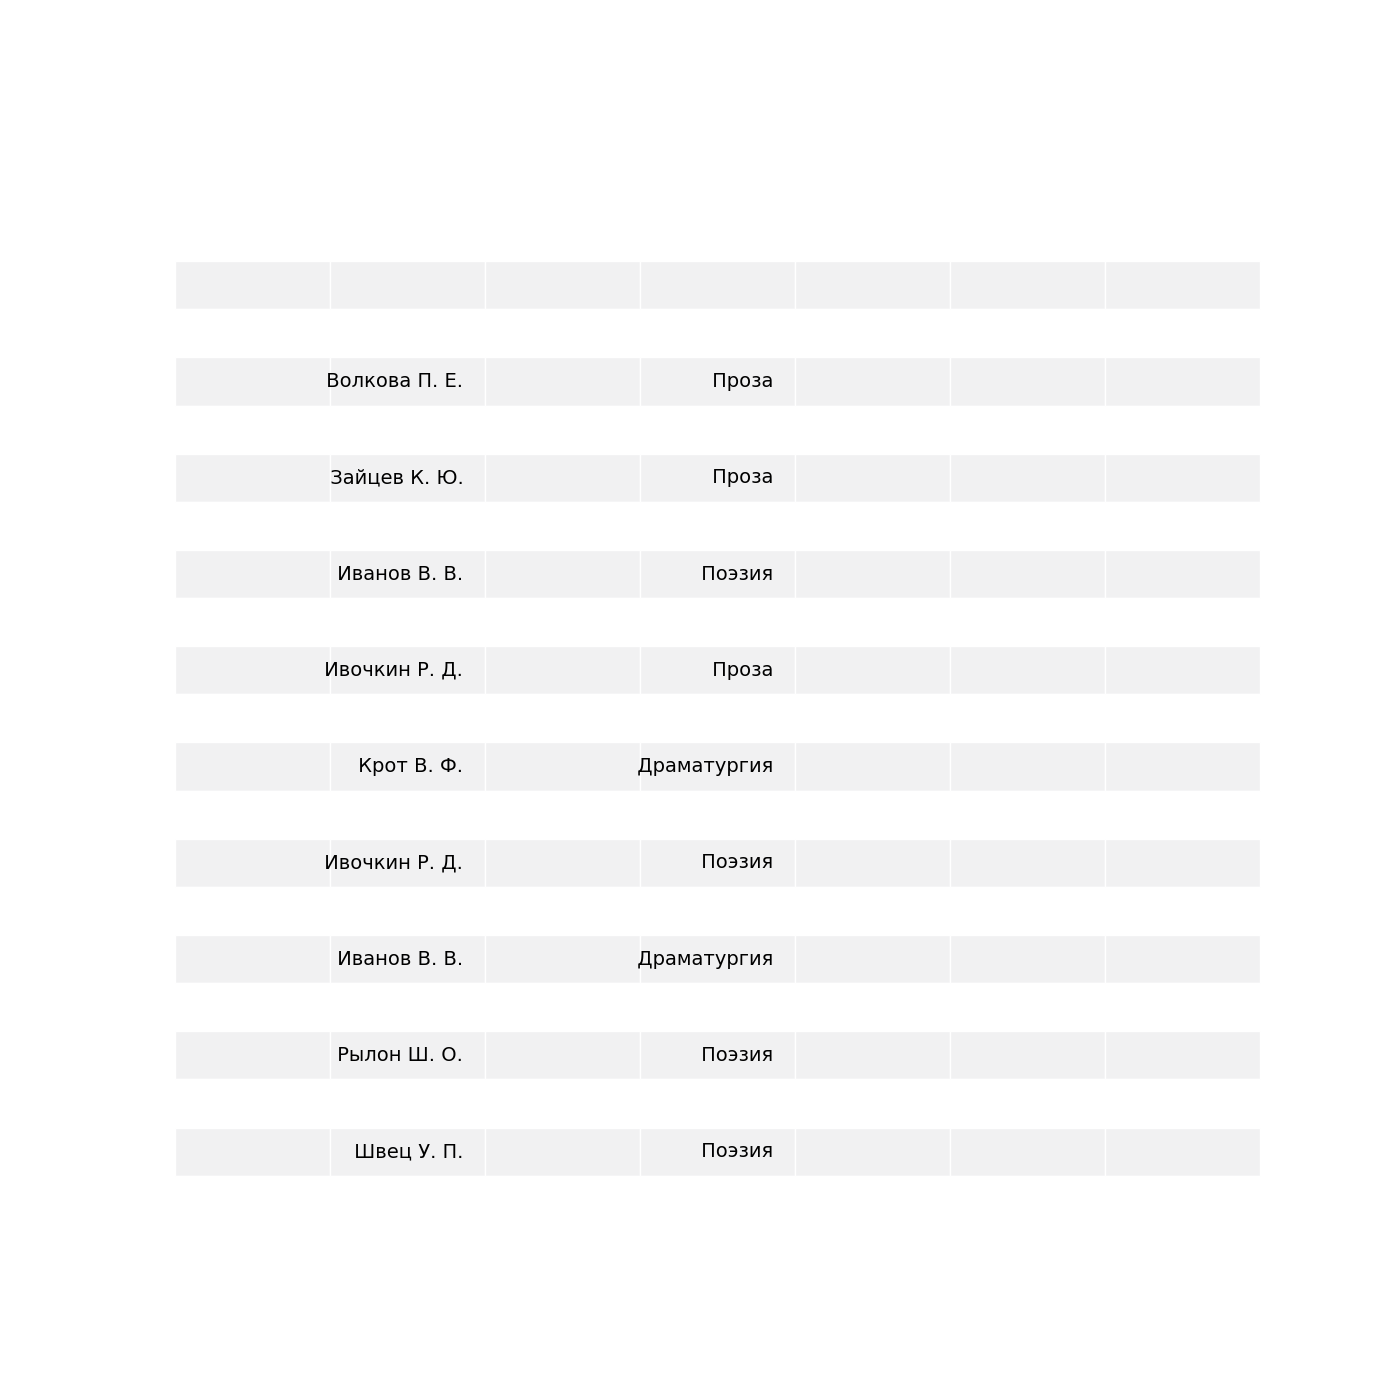 Волкова П. Е. Проза
Зайцев К. Ю. Проза
Иванов В. В. Поэзия
Ивочкин Р. Д. Проза
Крот В. Ф. Драматургия
Ивочкин Р. Д. Поэзия
Иванов В. В. Драматургия
Рылон Ш. О. Поэзия
Швец У. П. Поэзия